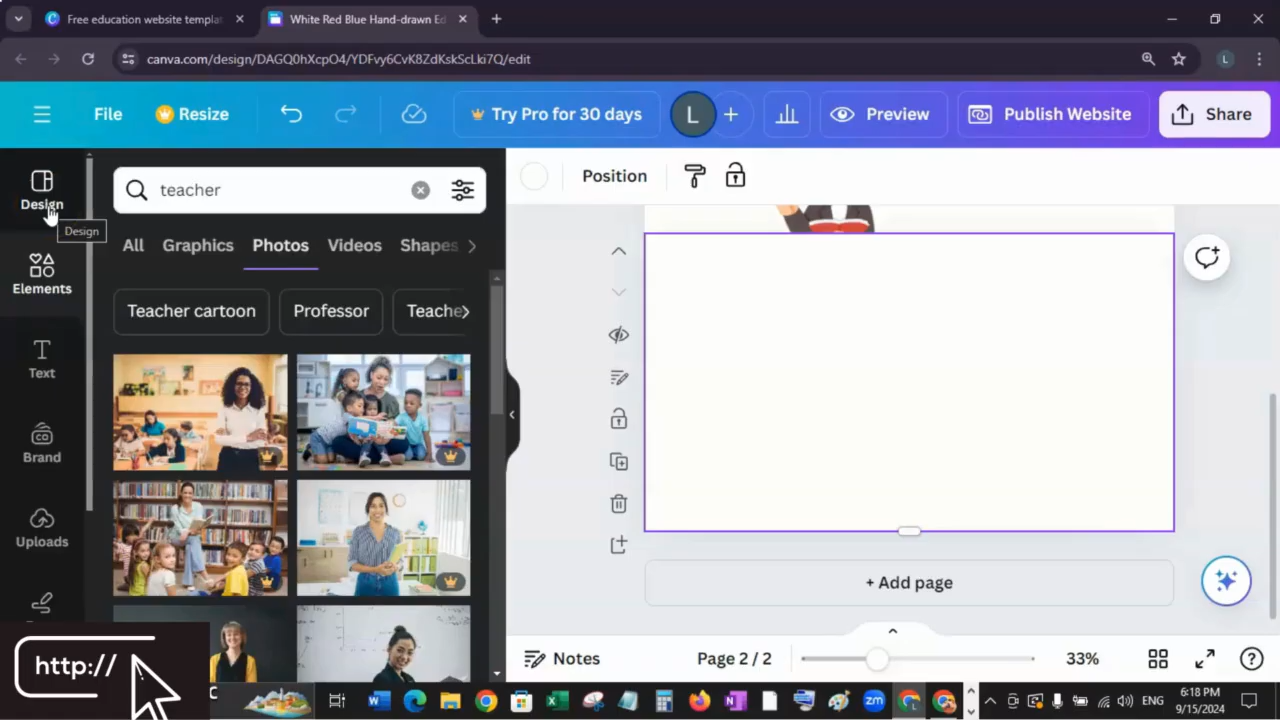 Free education website templat
White Red Blue Hand-drawn Ed
canva.com/design/DAGQ0hXcpO4/YDFvy6CvK8ZdKskScLki7Q/edit
L
File
Resize
Try Pro for 30 days
L
Preview
Publish Website
Share
Design
Design
Elements
Text
Brand
Uploads
teacher
All
Graphics
Photos
Videos
Shapes
Teacher cartoon
Professor
Teache
Position
+ Add page
Notes
Page 2 / 2
33%
http://
ENG
6:18 PM
9/15/2024